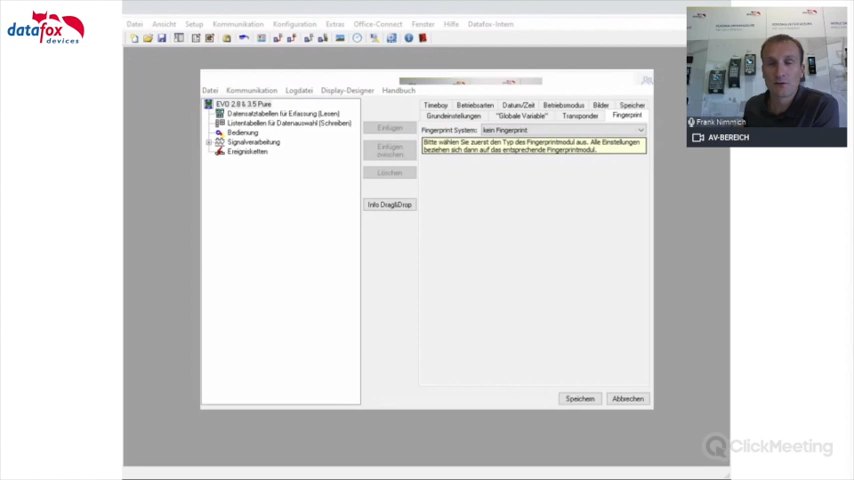 datafox
devices
Datei Ansicht Setup Kommunikation Konfiguration Extras Office-Connect Fenster Hilfe Datafox-Intern
Datei Kommunikation Logdatei Display-Designer Handbuch
EVO 2.8 & 3.5 Pure
Datensatztabellen für Erfassung (Lesen)
Listentabellen für Datenauswahl (Schreiben)
Bedienung
Signalverarbeitung
Ereignisketten
Einfügen
Einfügen
zwischen
Löschen
Info Drag&Drop
Timeboy Betriebsarten Datum/Zeit Betriebsmodus Bilder Speicher
Grundeinstellungen "Globale Variable" Transponder Fingerprint
Fingerprint System: kein Fingerprint
Bitte wählen Sie zuerst den Typ des Fingerprintmodul aus. Alle Einstellungen
beziehen sich dann auf das entsprechende Fingerprintmodul.
Speichern Abbrechen
Frank Nimmich
AV-BEREICH
ClickMeeting